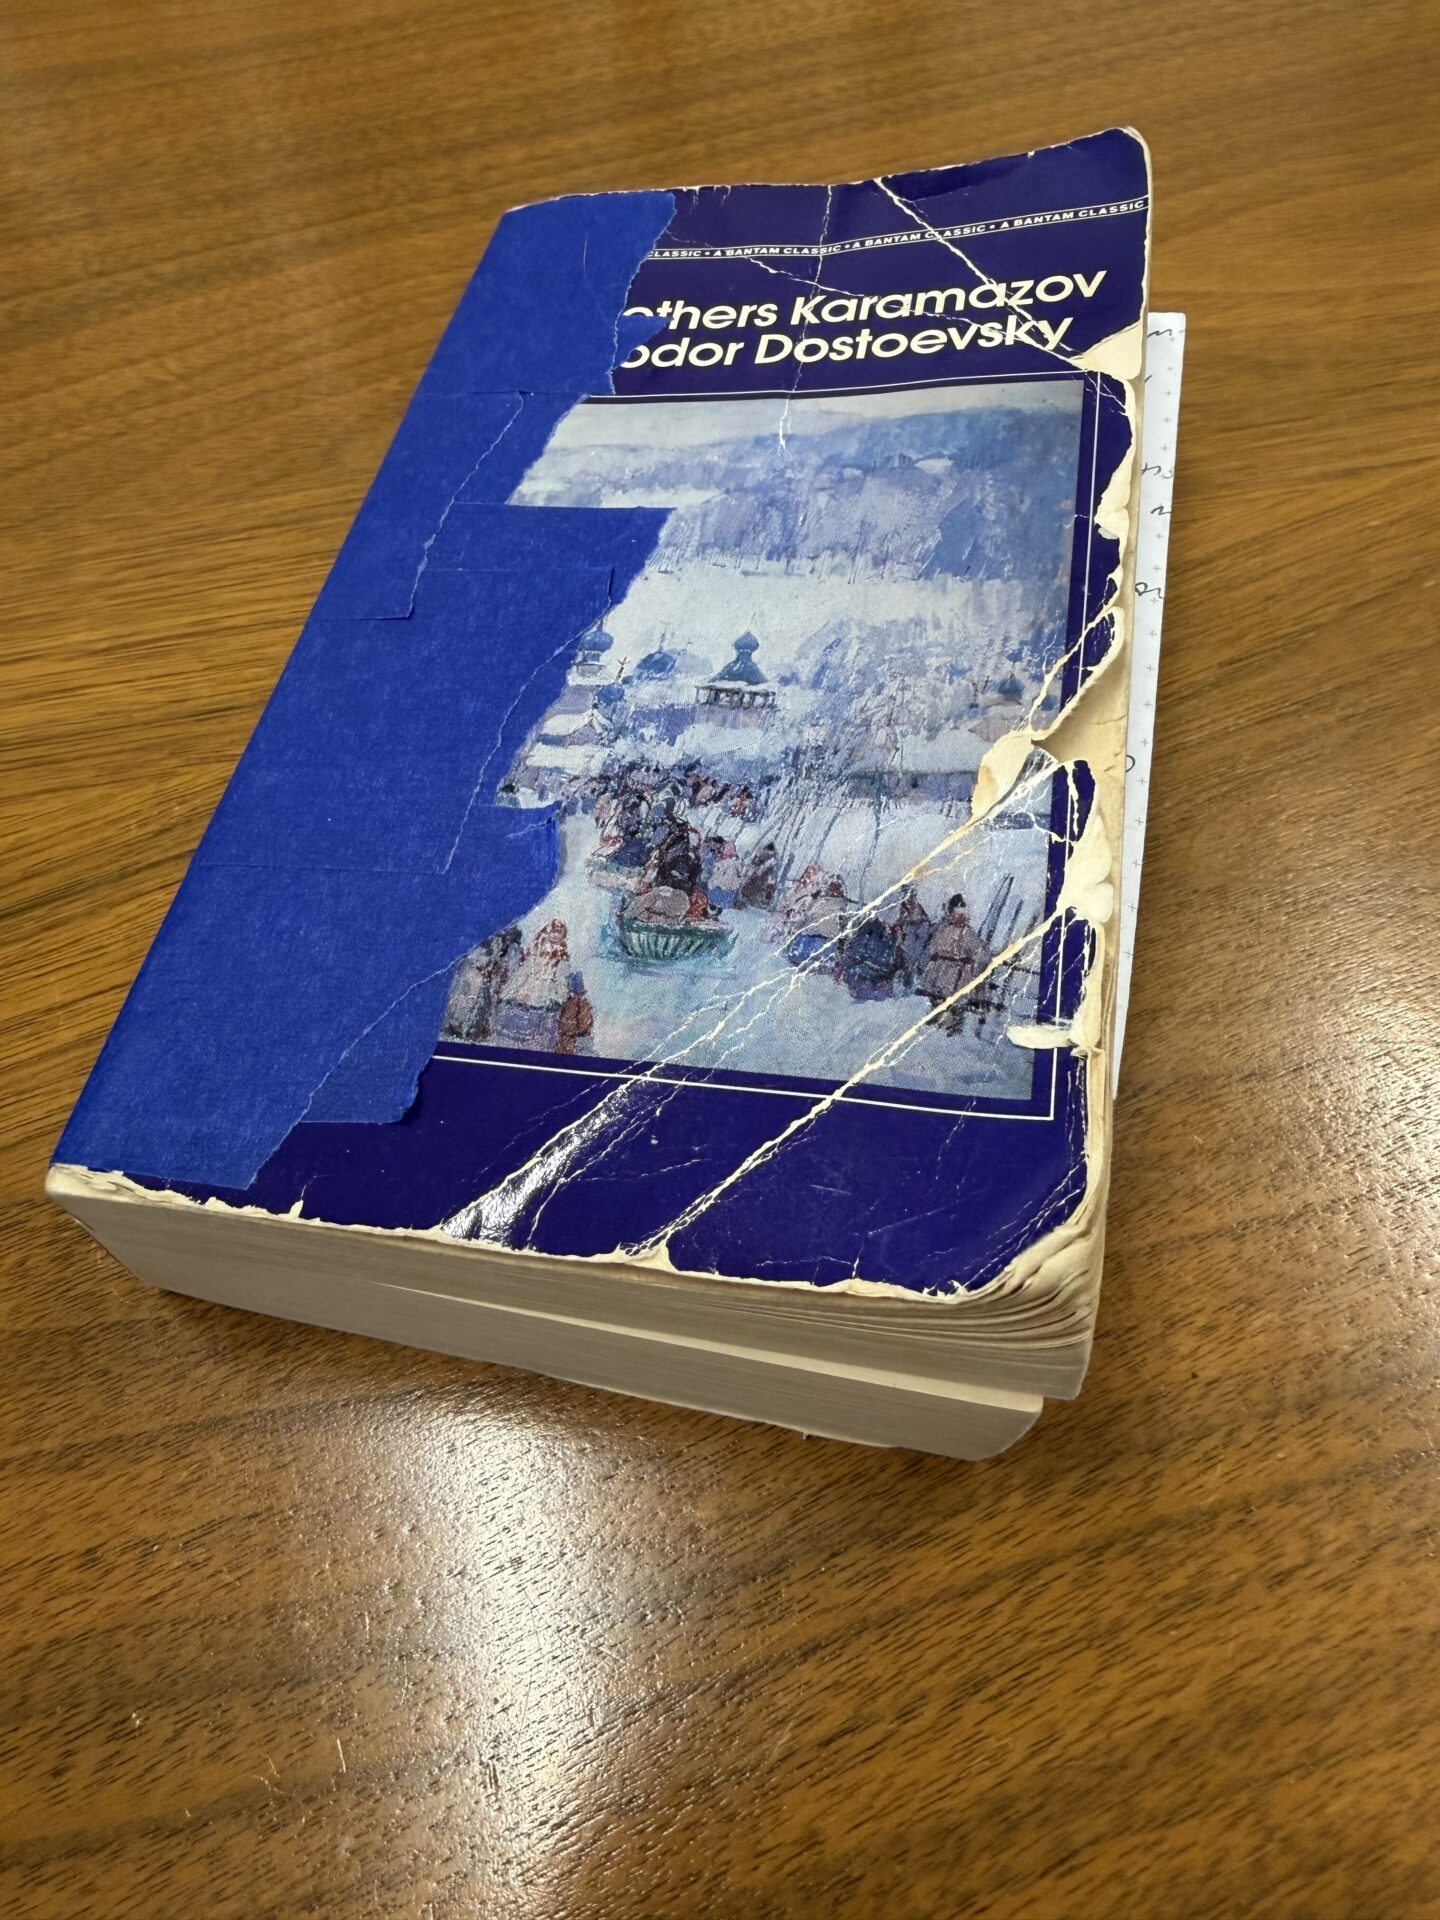 CLASSIC • A BANTAM CLASSIC • A BANTAM CLASSIC • A BANTAM CLASSIC
others Karamazov
odor Dostoevsky